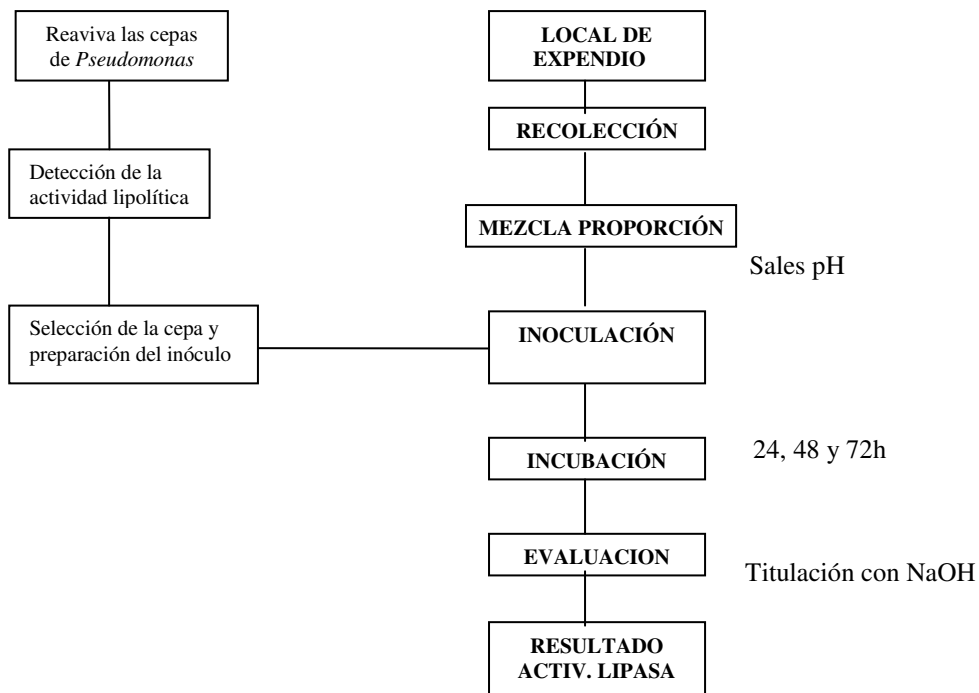 Reaviva las cepas
de Pseudomonas
Detección de la
actividad lipolítica
Selección de la cepa y
preparación del inóculo
LOCAL DE
EXPENDIO
RECOLECCIÓN
MEZCLA PROPORCIÓN
Sales pH
INOCULACIÓN
INCUBACIÓN
24, 48 y 72h
EVALUACION
Titulación con NaOH
RESULTADO
ACTIV. LIPASA